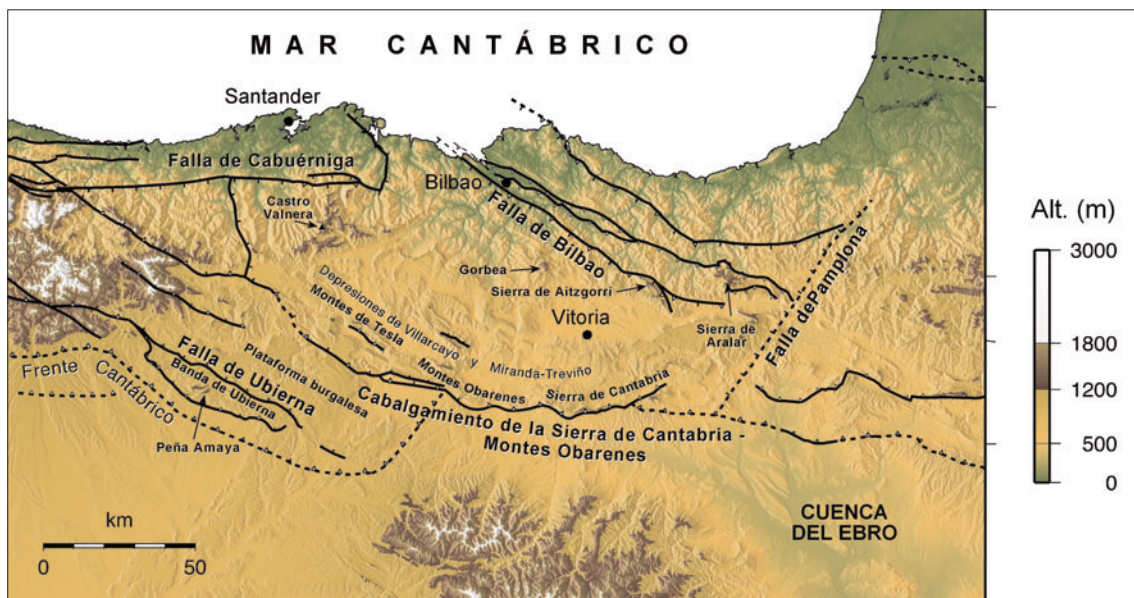 MAR CANTÁBRICO
Santander
Falla de Cabuérniga
Bilbao
Castro
Valnera
Falla de Bilbao
Alt. (m)
3000
1800
1200
500
0
Gorbea
Sierra de Aitzgorri
Depresiones de Villarcayo y Miranda-Treviño
Montes de Tesla
Vitoria
Sierra de
Aralar
Falla dePamplona
Frente Cantábrico
Falla de Ubierna
Banda de Ubierna
Plataforma burgalesa
Montes Obarenes
Sierra de Cantabria
Peña Amaya
Cabalgamiento de la Sierra de Cantabria -
Montes Obarenes
km
0
50
CUENCA
DEL EBRO